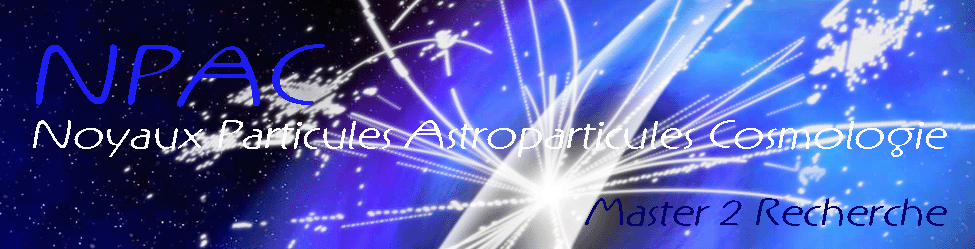 NPAC
Noyaux Particules Astroparticules Cosmologie
Master 2 Recherche